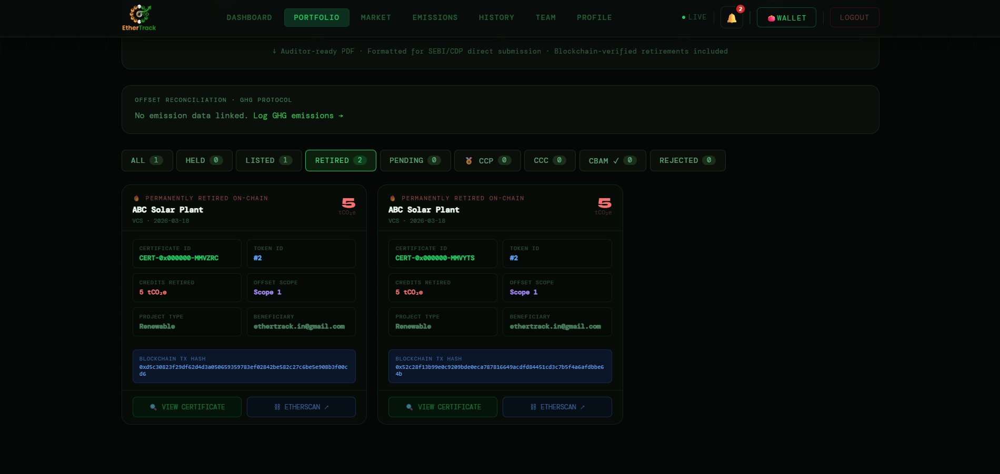 EtherTrack
DASHBOARD PORTFOLIO MARKET EMISSIONS HISTORY TEAM PROFILE
LIVE 2 WALLET LOGOUT
↓ Auditor-ready PDF · Formatted for SEBI/CDP direct submission · Blockchain-verified retirements included
OFFSET RECONCILIATION · GHG PROTOCOL
No emission data linked. Log GHG emissions →
ALL 1 HELD 0 LISTED 1 RETIRED 2 PENDING 0 CCP 0 CCC 0 CBAM ✓ 0 REJECTED 0
PERMANENTLY RETIRED ON-CHAIN
ABC Solar Plant
VCS · 2026-03-18
5
tCO₂e
CERTIFICATE ID
CERT-0x000000-MMVZRC
TOKEN ID
#2
CREDITS RETIRED
5 tCO₂e
OFFSET SCOPE
Scope 1
PROJECT TYPE
Renewable
BENEFICIARY
ethertrack.in@gmail.com
BLOCKCHAIN TX HASH
0xd5c30823f29df62d4d3a050659359783ef02842be582c27c6be5e908b3f00c
d6
VIEW CERTIFICATE
ETHERSCAN ↗
PERMANENTLY RETIRED ON-CHAIN
ABC Solar Plant
VCS · 2026-03-18
5
tCO₂e
CERTIFICATE ID
CERT-0x000000-MMVYTS
TOKEN ID
#2
CREDITS RETIRED
5 tCO₂e
OFFSET SCOPE
Scope 1
PROJECT TYPE
Renewable
BENEFICIARY
ethertrack.in@gmail.com
BLOCKCHAIN TX HASH
0x52c28f13b99e0c9209bde0eca787816649acdfd84451cd3c7b5f4a6afdbbe6
4b
VIEW CERTIFICATE
ETHERSCAN ↗